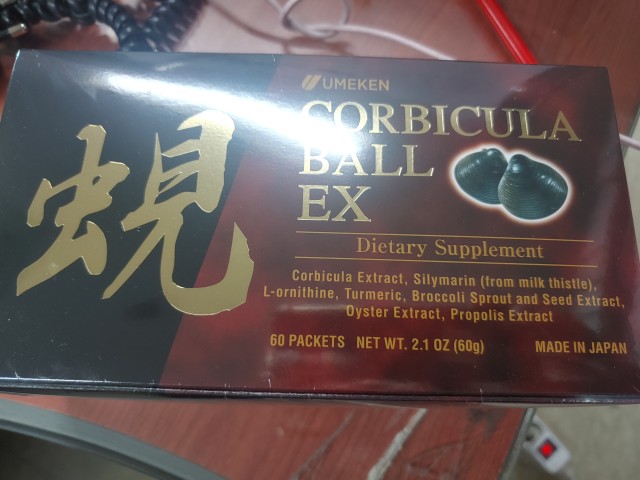 蜆
UMEKEN
CORBICULA
BALL
EX
Dietary Supplement
Corbicula Extract, Silymarin (from milk thistle),
L-ornithine, Turmeric, Broccoli Sprout and Seed Extract,
Oyster Extract, Propolis Extract
60 PACKETS NET WT. 2.1 OZ (60g) MADE IN JAPAN